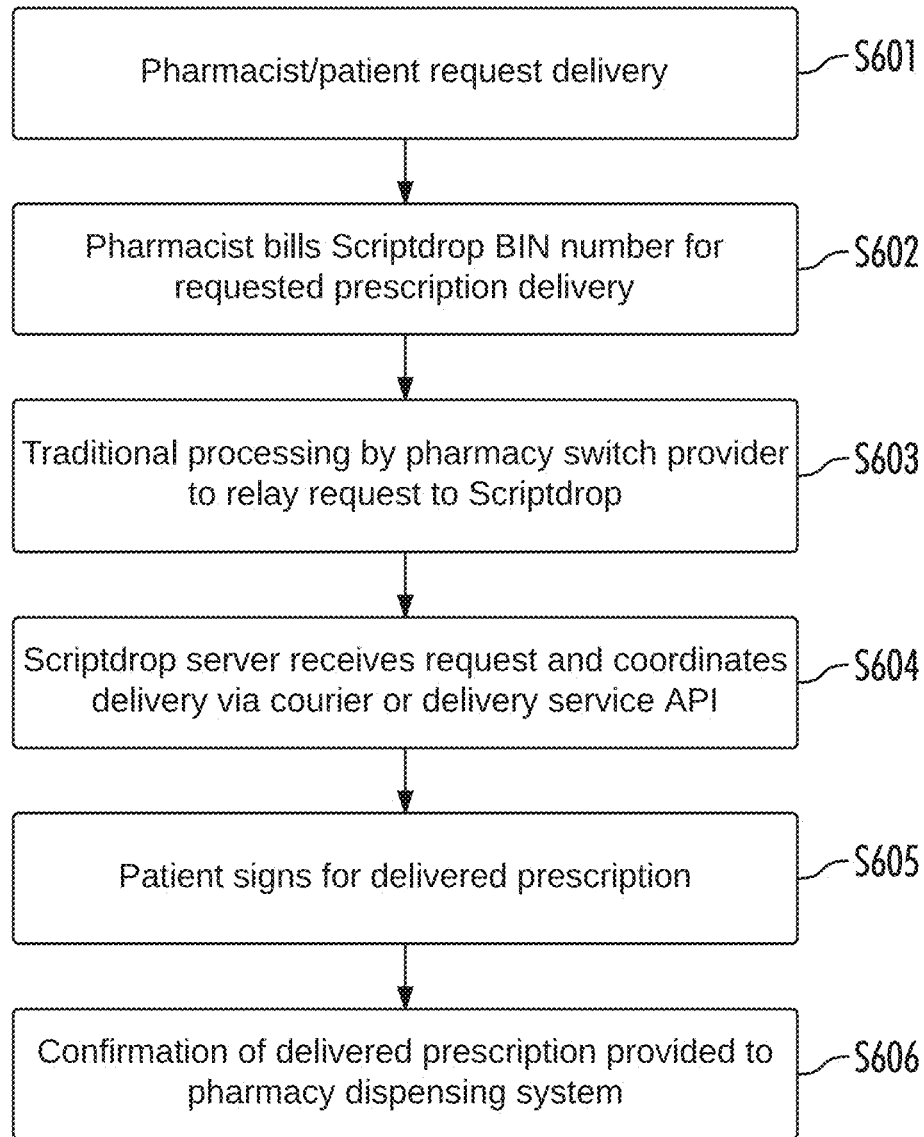 Pharmacist/patient request delivery
S601
Pharmacist bills Scriptdrop BIN number for
requested prescription delivery
S602
Traditional processing by pharmacy switch provider
to relay request to Scriptdrop
S603
Scriptdrop server receives request and coordinates
delivery via courier or delivery service API
S604
Patient signs for delivered prescription
S605
Confirmation of delivered prescription provided to
pharmacy dispensing system
S606